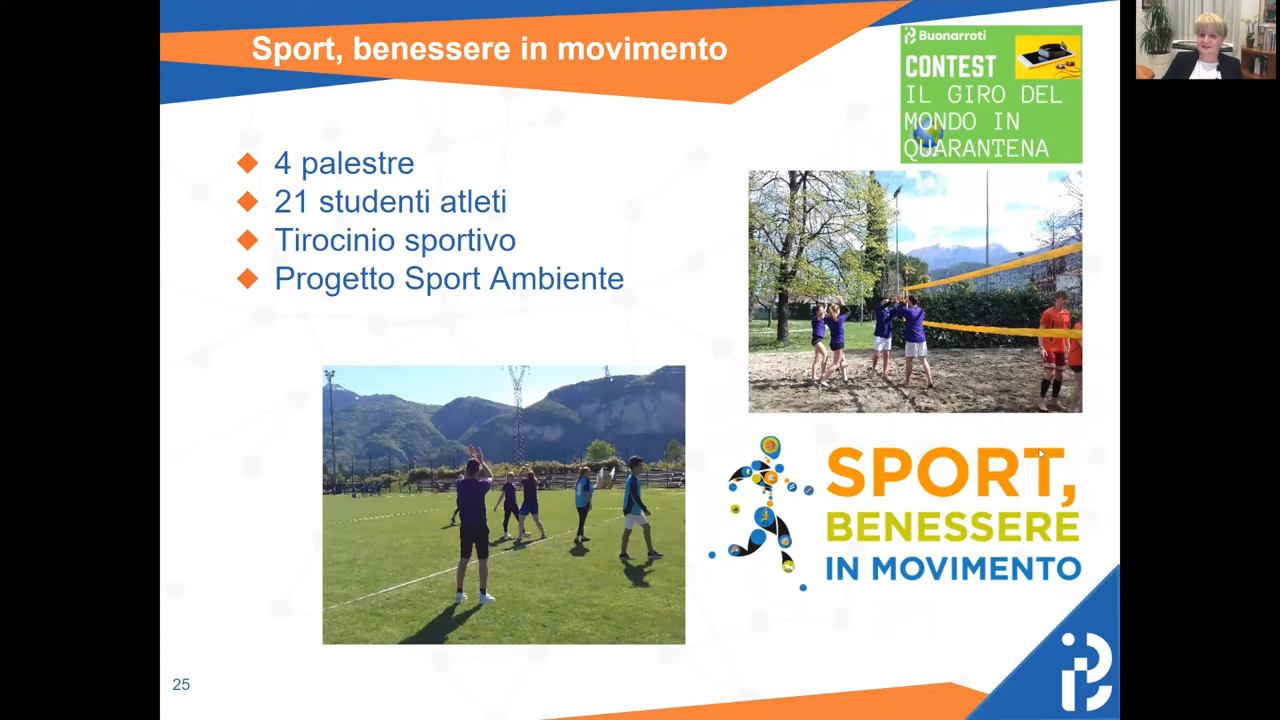 Sport, benessere in movimento
Buonarroti
CONTEST
IL GIRO DEL
MONDO IN
QUARANTENA
4 palestre
21 studenti atleti
Tirocinio sportivo
Progetto Sport Ambiente
SPORT,
BENESSERE
IN MOVIMENTO
25